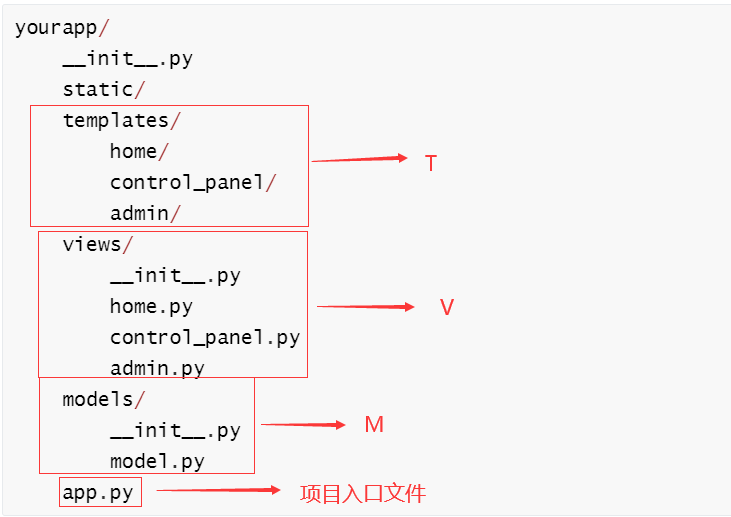 yourapp/
__init__.py
static/
templates/
home/
T
control_panel/
admin/
views/
__init__.py
home.py
V
control_panel.py
admin.py
models/
__init__.py
M
model.py
app.py
项目入口文件